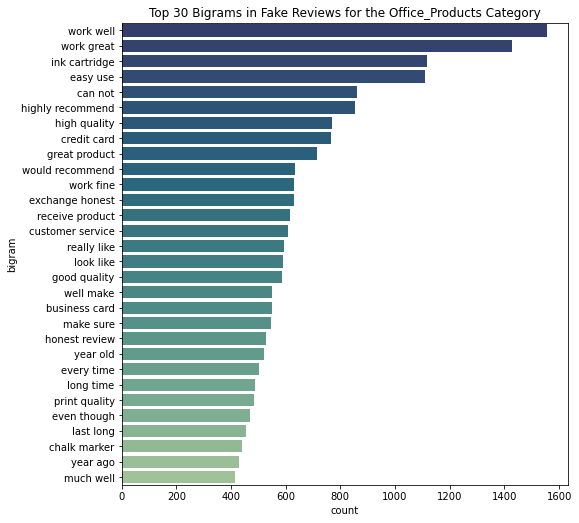 Top 30 Bigrams in Fake Reviews for the Office_Products Category
work well
work great
ink cartridge
easy use
can not
highly recommend
high quality
credit card
great product
would recommend
work fine
exchange honest
receive product
customer service
really like
look like
good quality
well make
business card
make sure
honest review
year old
every time
long time
print quality
even though
last long
chalk marker
year ago
much well
bigram
0 200 400 600 800 1000 1200 1400 1600
count